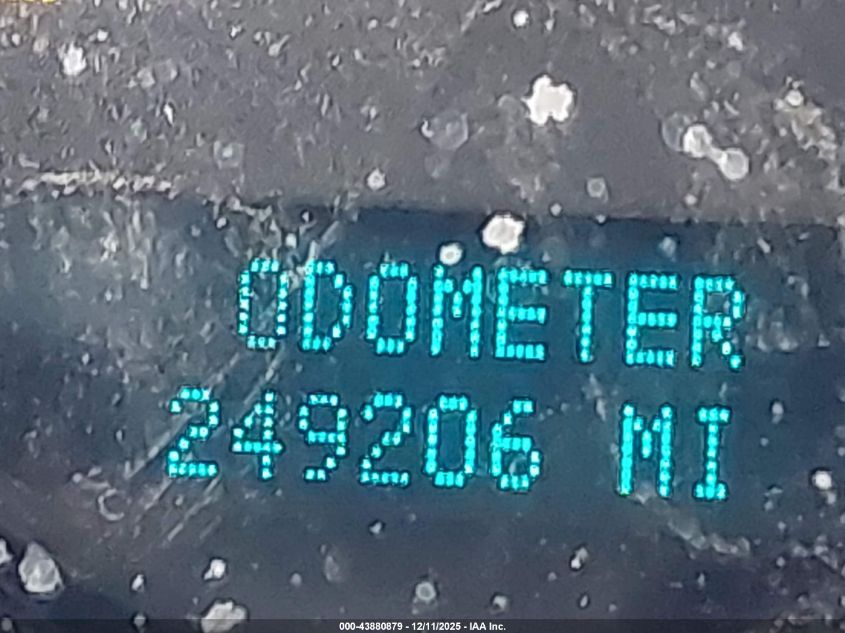 ODOMETER
249206 MI
000-43880879 - 12/11/2025 - IAA Inc.